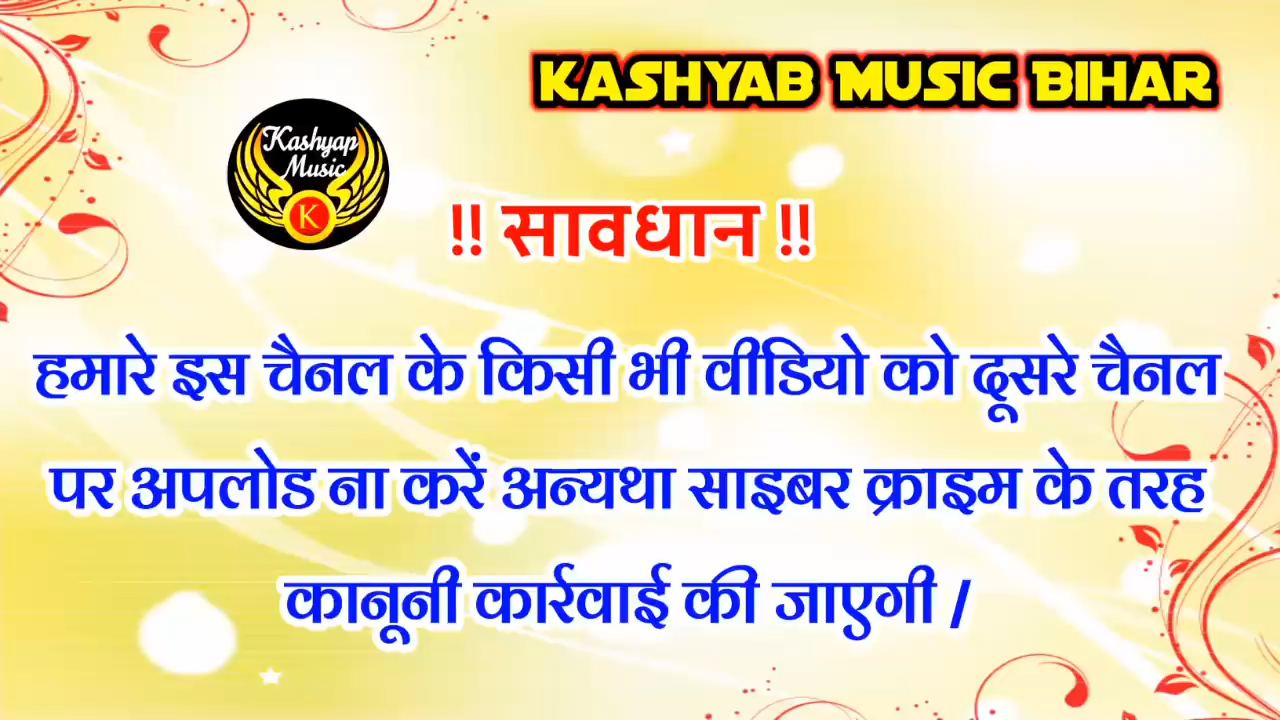 KASHYAB MUSIC BIHAR
Kashyap
Music
K
!! सावधान !!
हमारे इस चैनल के किसी भी वीडियो को दूसरे चैनल
पर अपलोड ना करें अन्यथा साइबर क्राइम के तरह
कानूनी कार्रवाई की जाएगी /